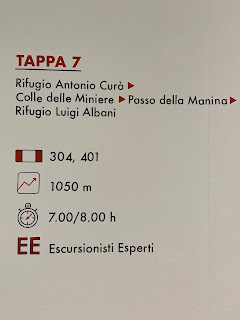 TAPPA 7
Rifugio Antonio Curò ▶
Colle delle Miniere ▶ Passo della Manina ▶
Rifugio Luigi Albani
304, 401
1050 m
7.00/8.00 h
EE Escursionisti Esperti